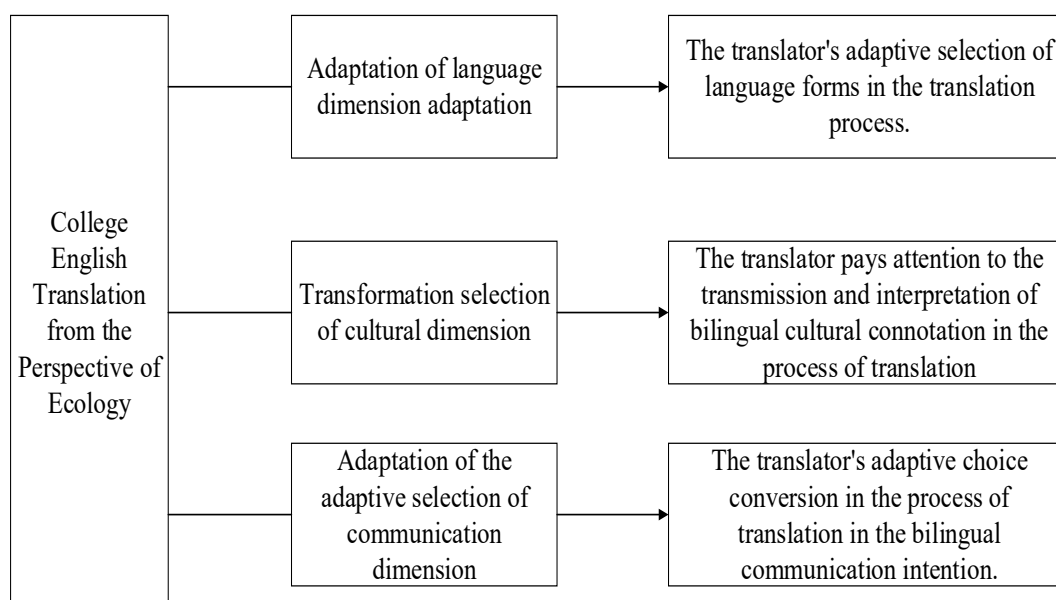 College
English
Translation
from the
Perspective of
Ecology
Adaptation of language
dimension adaptation
The translator's adaptive selection of
language forms in the translation
process.
Transformation selection
of cultural dimension
The translator pays attention to the
transmission and interpretation of
bilingual cultural connotation in the
process of translation
Adaptation of the
adaptive selection of
communication
dimension
The translator's adaptive choice
conversion in the process of
translation in the bilingual
communication intention.